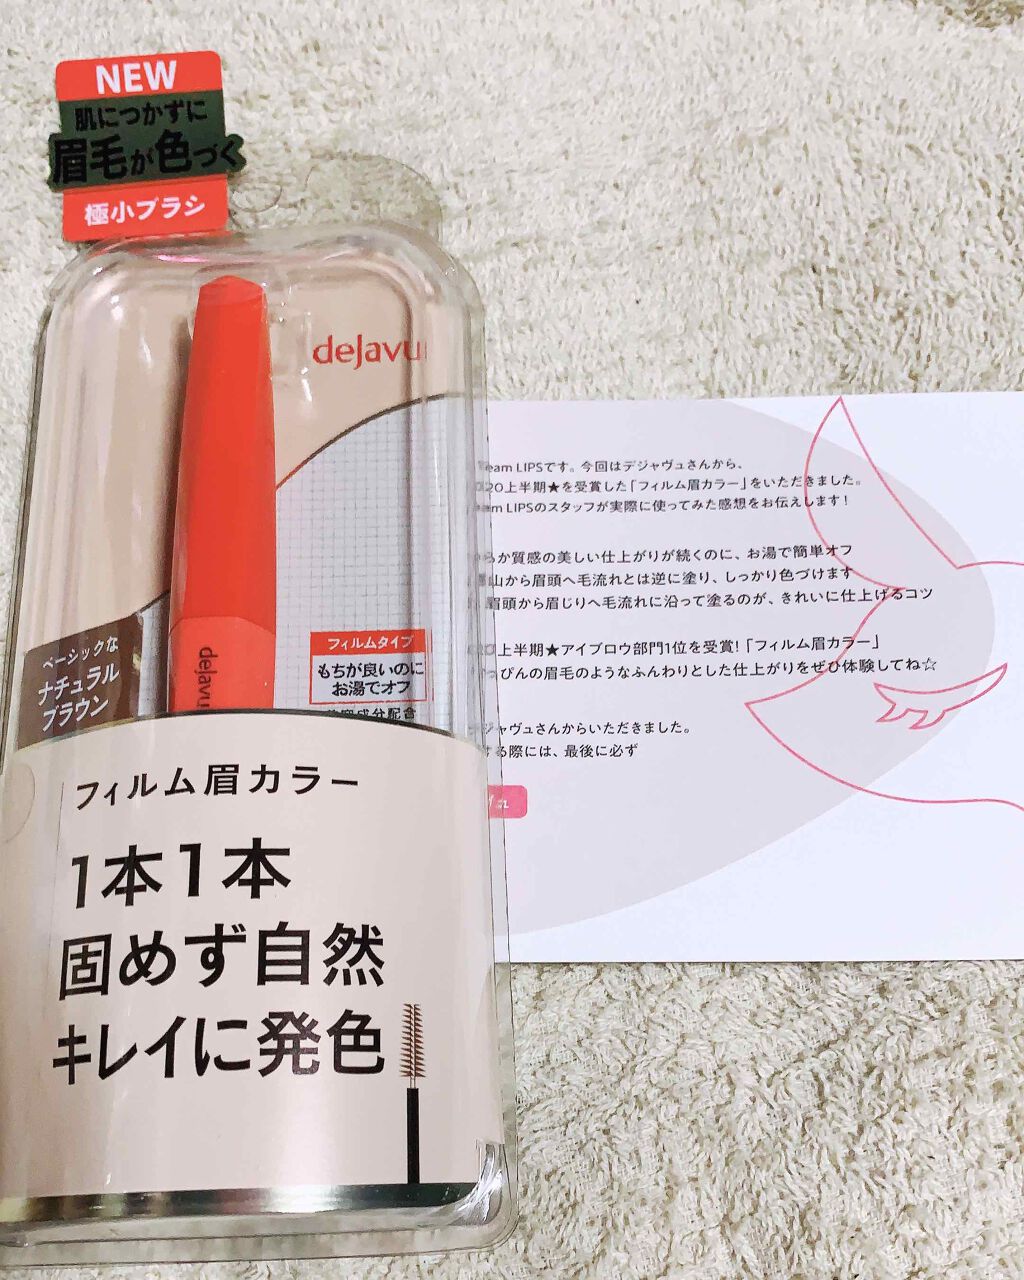 NEW
肌につかずに
眉毛が色づく
極小ブラシ
dejavu
ベーシックな
ナチュラル
ブラウン
dejavu
フィルムタイプ
もちが良いのに
お湯でオフ
成分配合
フィルム眉カラー
1本1本
固めず自然
キレイに発色
eam LIPSです。今回はデジャヴュさんから、
20上半期★を受賞した「フィルム眉カラー」をいただきました。
eam LIPSのスタッフが実際に使ってみた感想をお伝えします!
らか質感の美しい仕上がりが続くのに、お湯で簡単オフ
山から眉頭へ毛流れとは逆に塗り、しっかり色づけます
眉頭から眉じりへ毛流れに沿って塗るのが、きれいに仕上げるコツ
20上半期★アイブロウ部門1位を受賞!「フィルム眉カラー」
っぴんの眉毛のようなふんわりとした仕上がりをぜひ体験してね☆
ジャヴュさんからいただきました。
る際には、最後に必ず